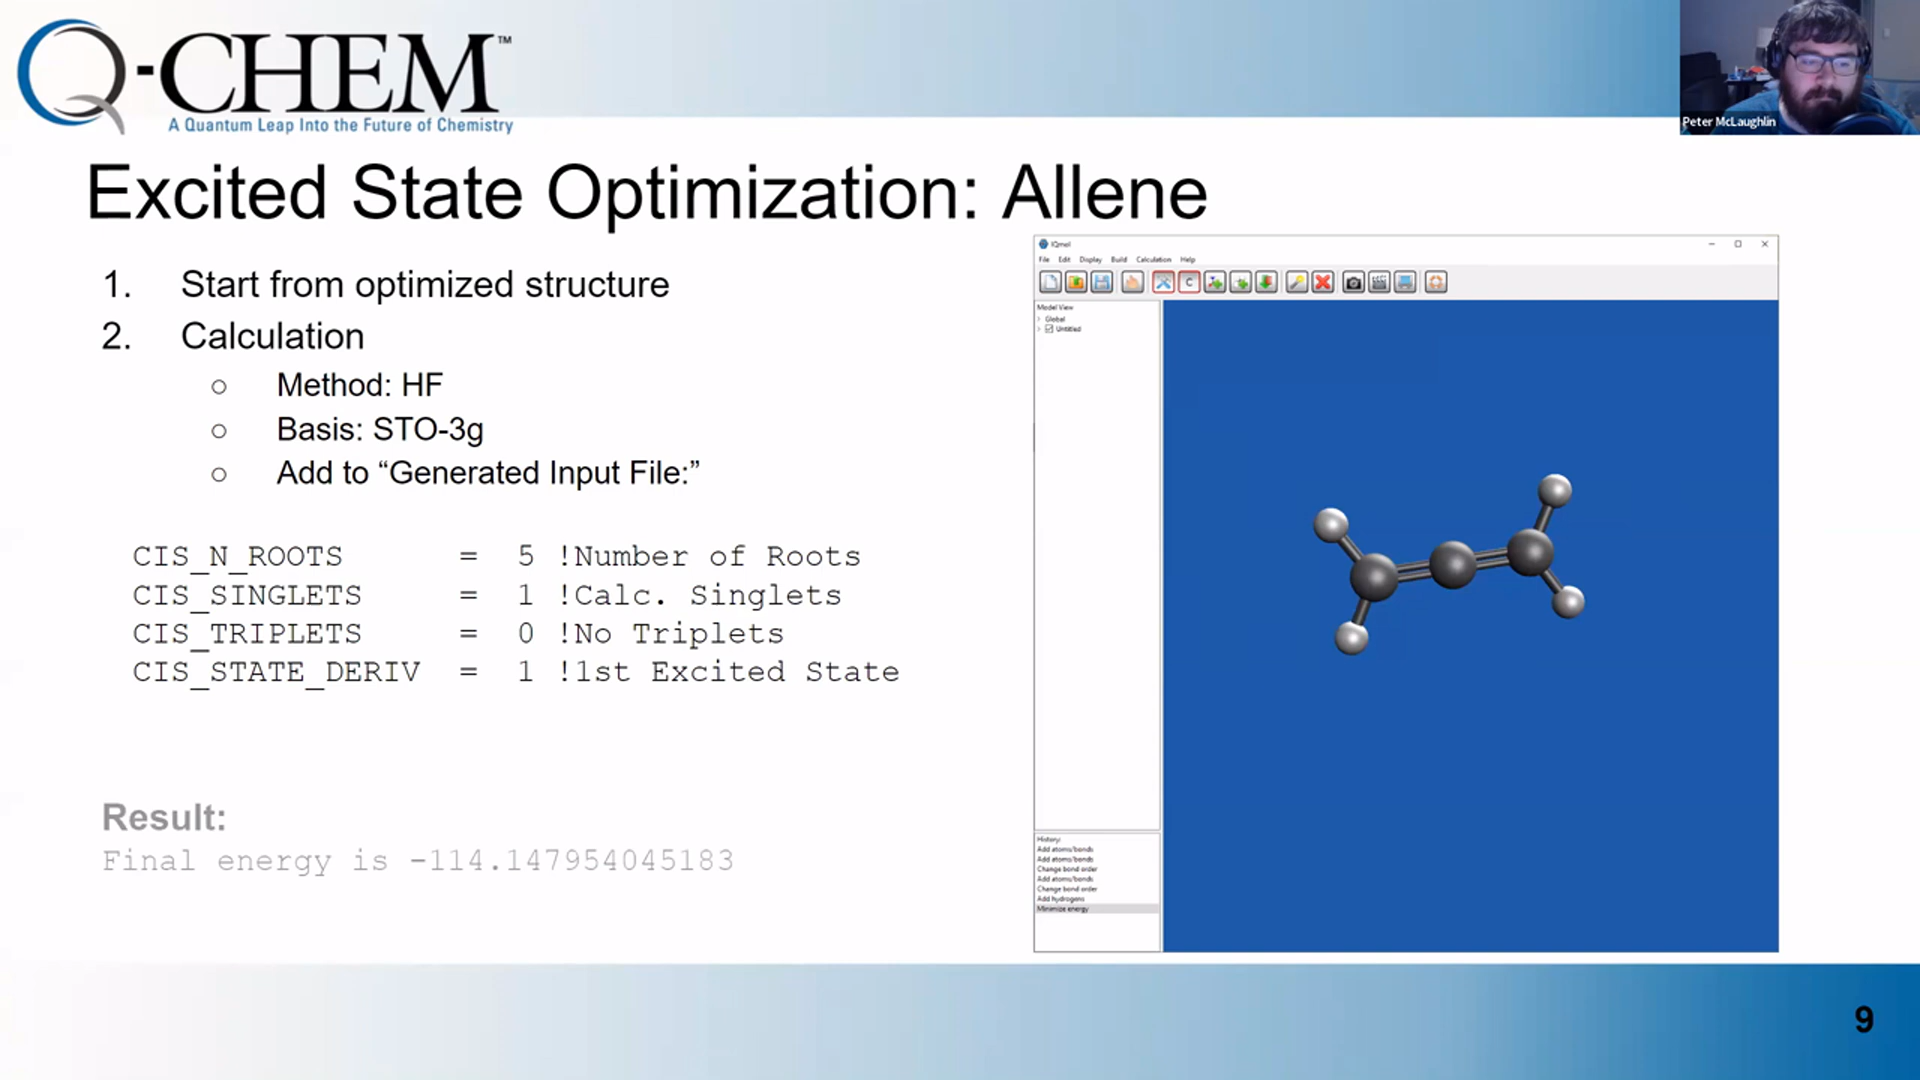 Q-CHEM™
A Quantum Leap Into the Future of Chemistry
Peter McLaughlin
Excited State Optimization: Allene
1. Start from optimized structure
2. Calculation
○ Method: HF
○ Basis: STO-3g
○ Add to “Generated Input File:”
CIS_N_ROOTS = 5 !Number of Roots
CIS_SINGLETS = 1 !Calc. Singlets
CIS_TRIPLETS = 0 !No Triplets
CIS_STATE_DERIV = 1 !1st Excited State
Result:
Final energy is -114.147954045183
IQmol
File Edit Display Build Calculation Help
C
Model View
Global
Untitled
History:
Add atoms/bonds
Add atoms/bonds
Change bond order
Add atoms/bonds
Change bond order
Add hydrogens
Minimize energy
9